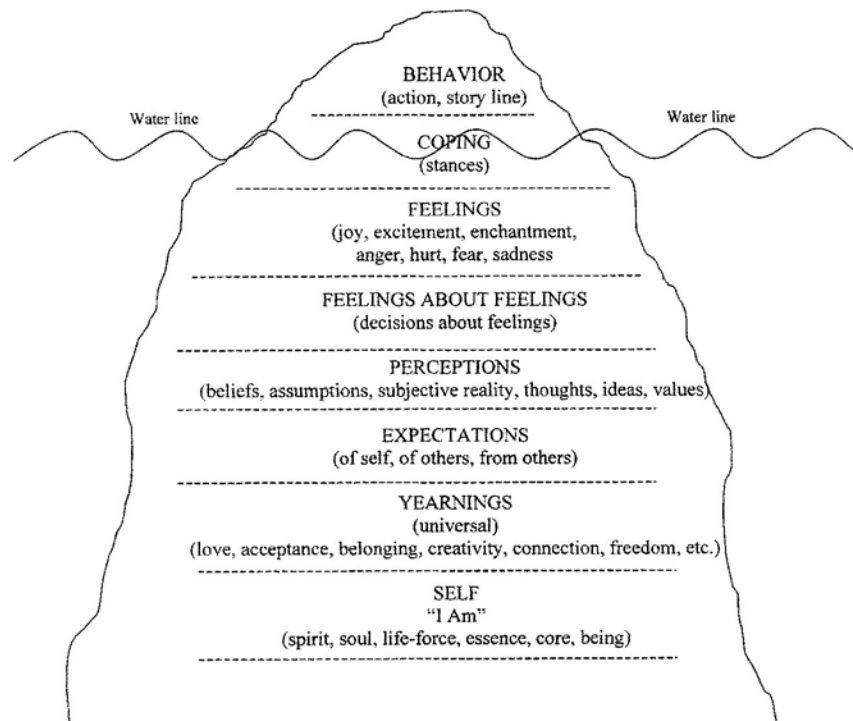 BEHAVIOR
(action, story line)
Water line
Water line
COPING
(stances)
FEELINGS
(joy, excitement, enchantment,
anger, hurt, fear, sadness
FEELINGS ABOUT FEELINGS
(decisions about feelings)
PERCEPTIONS
(beliefs, assumptions, subjective reality, thoughts, ideas, values)
EXPECTATIONS
(of self, of others, from others)
YEARNINGS
(universal)
(love, acceptance, belonging, creativity, connection, freedom, etc.)
SELF
“I Am”
(spirit, soul, life-force, essence, core, being)